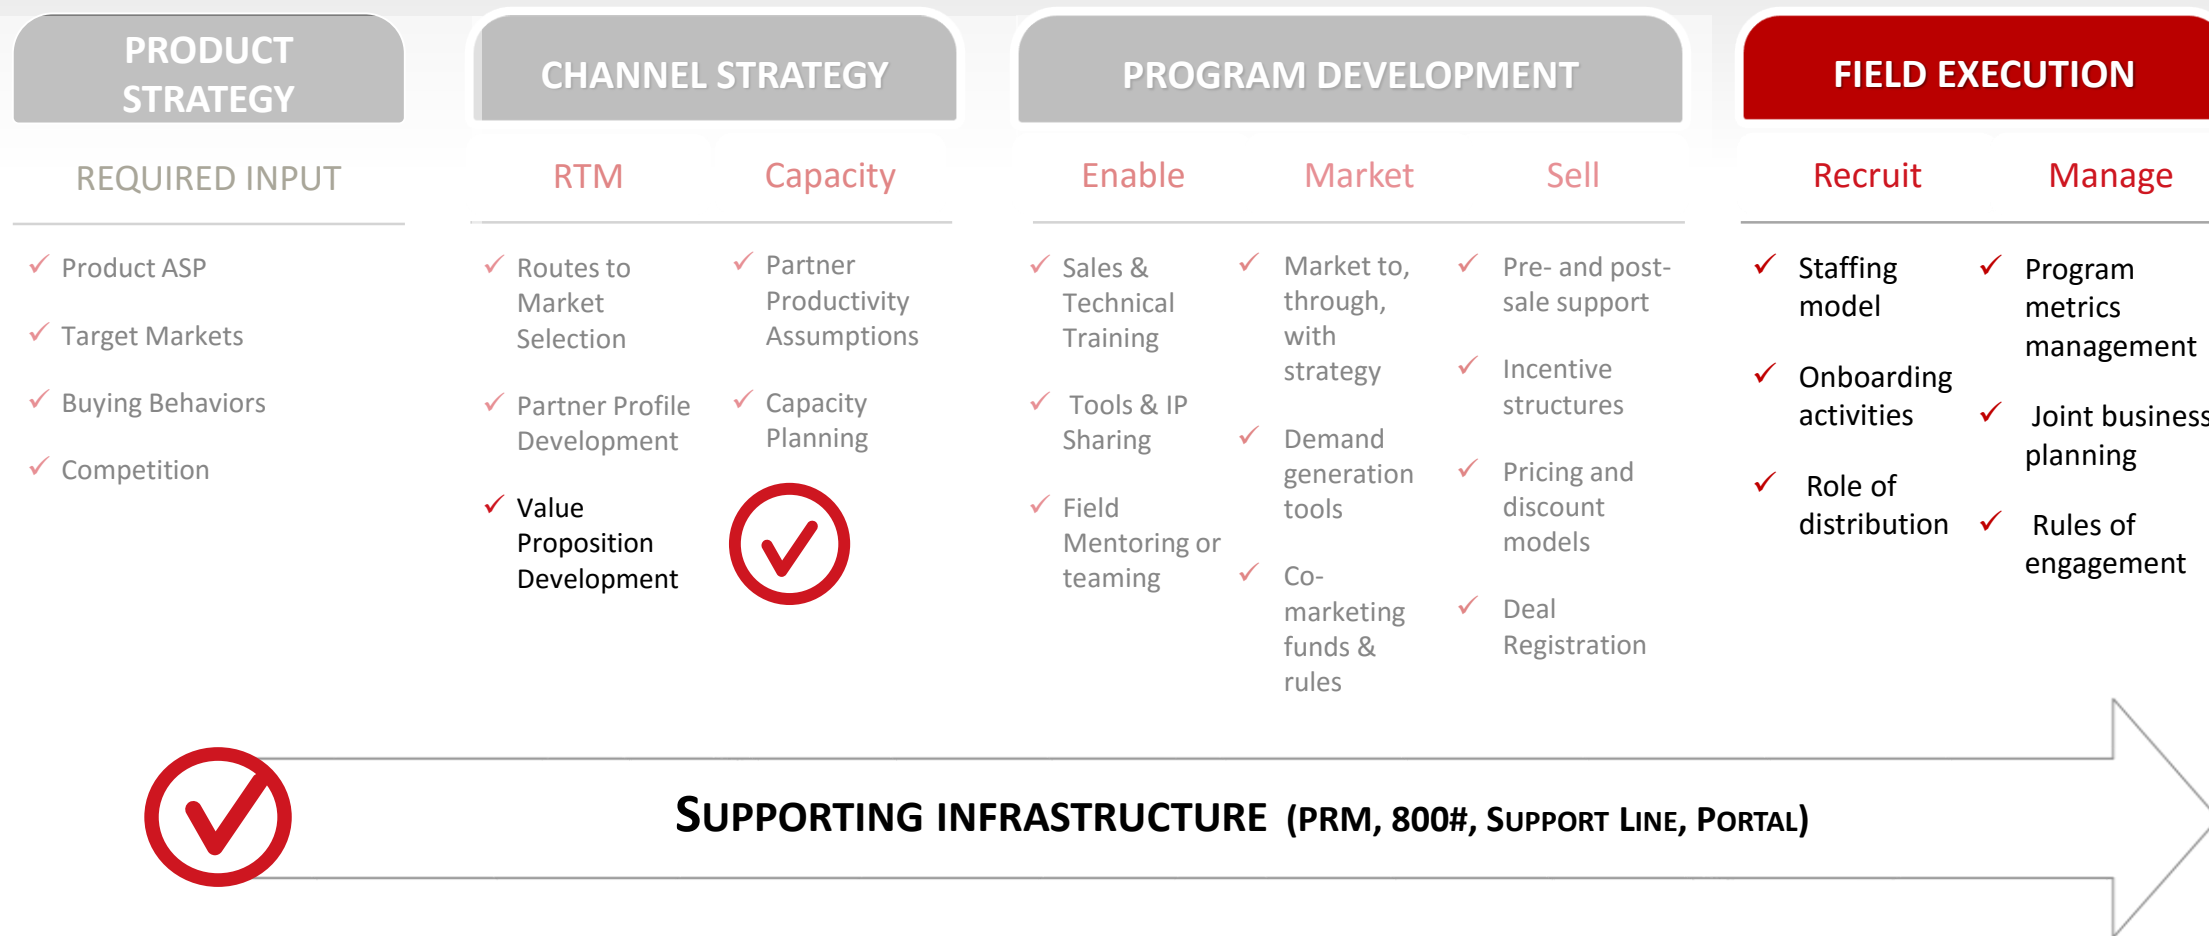 PRODUCT
STRATEGY
REQUIRED INPUT
Product ASP
Target Markets
Buying Behaviors
Competition
CHANNEL STRATEGY
RTM
Routes to
Market
Selection
Partner Profile
Development
Value
Proposition
Development
Capacity
Partner
Productivity
Assumptions
Capacity
Planning
PROGRAM DEVELOPMENT
Enable
Sales &
Technical
Training
Tools & IP
Sharing
Field
Mentoring or
teaming
Market
Market to,
through,
with
strategy
Demand
generation
tools
Co-
marketing
funds &
rules
Sell
Pre- and post-
sale support
Incentive
structures
Pricing and
discount
models
Deal
Registration
FIELD EXECUTION
Recruit
Staffing
model
Onboarding
activities
Role of
distribution
Manage
Program
metrics
management
Joint business
planning
Rules of
engagement
SUPPORTING INFRASTRUCTURE (PRM, 800#, SUPPORT LINE, PORTAL)